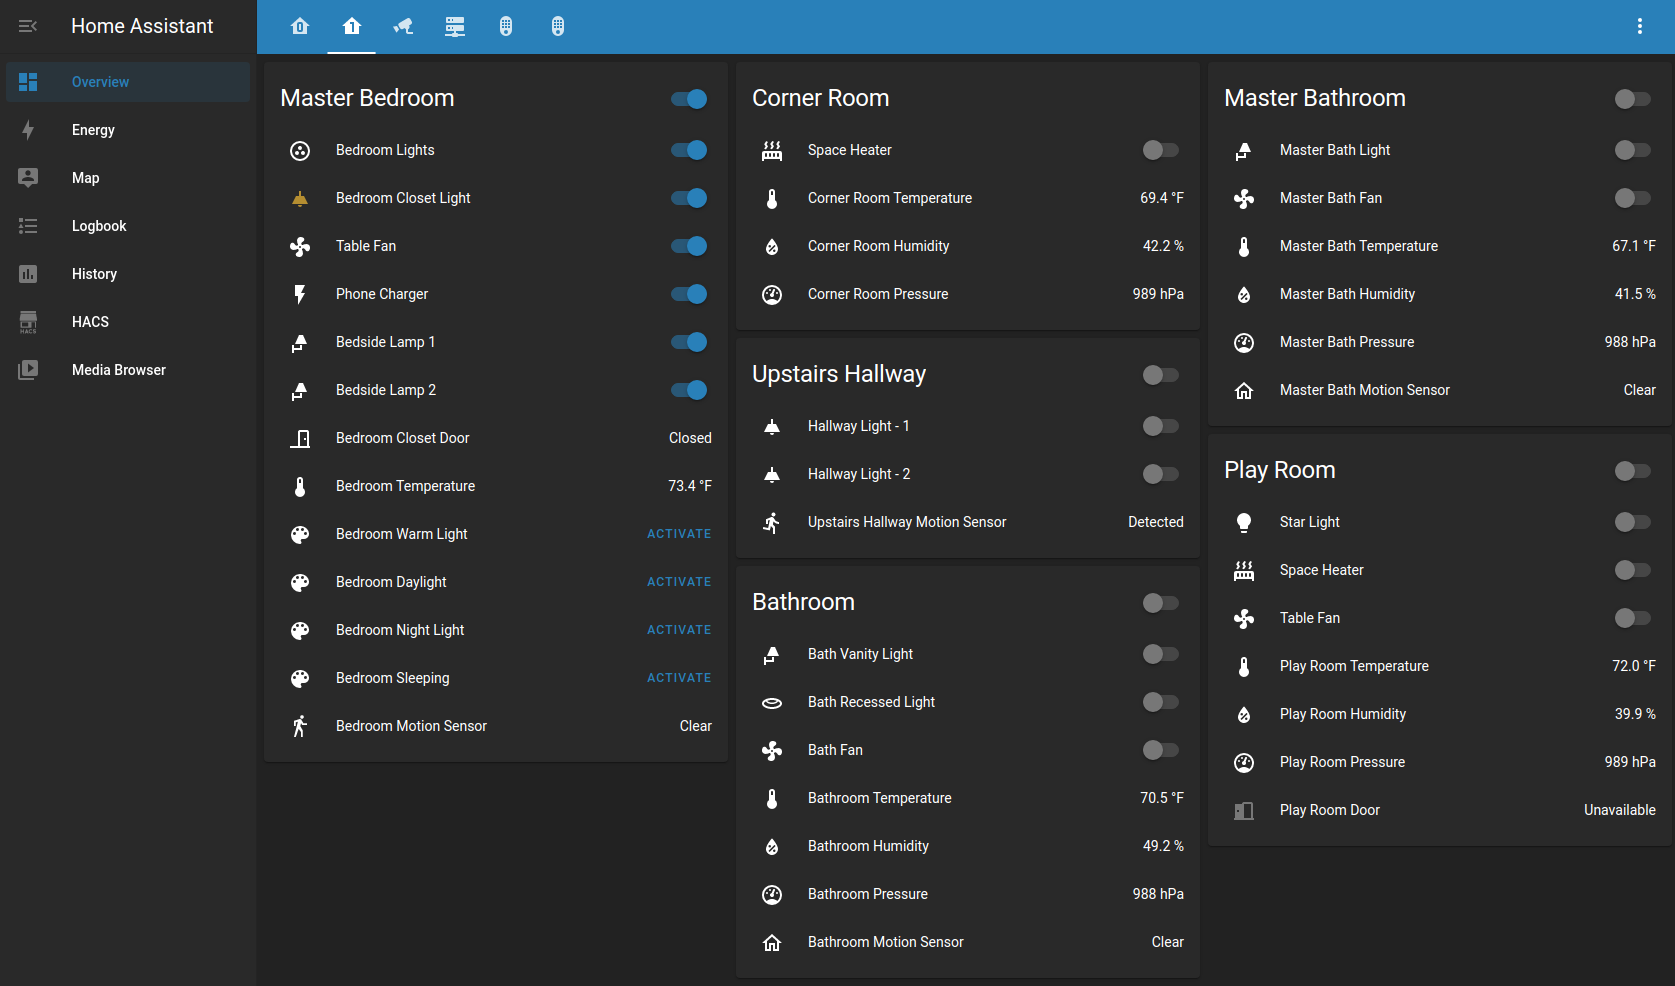 Home Assistant
0
1
Overview
Energy
Map
Logbook
History
HACS
HACS
Media Browser
Master Bedroom
Bedroom Lights
Bedroom Closet Light
Table Fan
Phone Charger
Bedside Lamp 1
Bedside Lamp 2
Bedroom Closet Door Closed
Bedroom Temperature 73.4 °F
Bedroom Warm Light ACTIVATE
Bedroom Daylight ACTIVATE
Bedroom Night Light ACTIVATE
Bedroom Sleeping ACTIVATE
Bedroom Motion Sensor Clear
Corner Room
Space Heater
Corner Room Temperature 69.4 °F
Corner Room Humidity 42.2 %
Corner Room Pressure 989 hPa
Upstairs Hallway
Hallway Light - 1
Hallway Light - 2
Upstairs Hallway Motion Sensor Detected
Bathroom
Bath Vanity Light
Bath Recessed Light
Bath Fan
Bathroom Temperature 70.5 °F
Bathroom Humidity 49.2 %
Bathroom Pressure 988 hPa
Bathroom Motion Sensor Clear
Master Bathroom
Master Bath Light
Master Bath Fan
Master Bath Temperature 67.1 °F
Master Bath Humidity 41.5 %
Master Bath Pressure 988 hPa
Master Bath Motion Sensor Clear
Play Room
Star Light
Space Heater
Table Fan
Play Room Temperature 72.0 °F
Play Room Humidity 39.9 %
Play Room Pressure 989 hPa
Play Room Door Unavailable